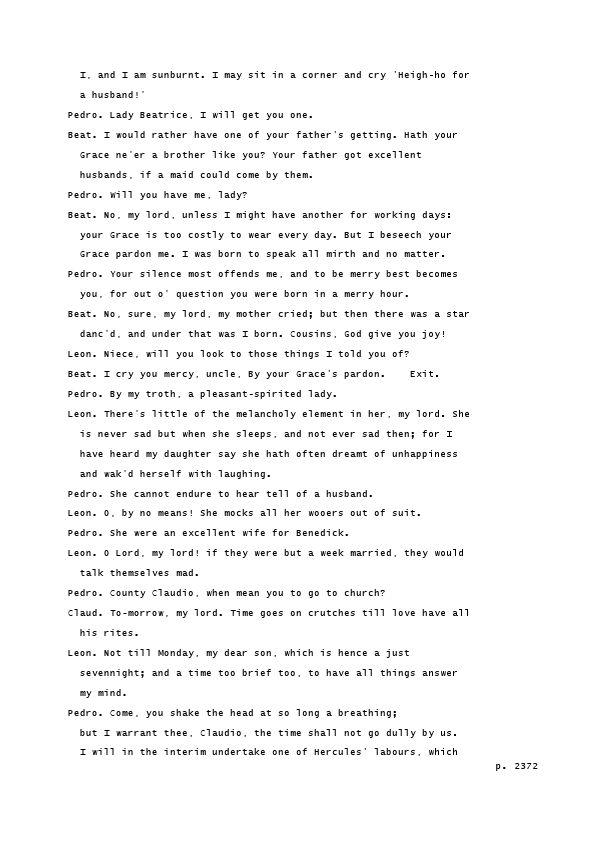 I, and I am sunburnt. I may sit in a corner and cry 'Heigh-ho for
a husband!'
Pedro. Lady Beatrice, I will get you one.
Beat. I would rather have one of your father's getting. Hath your
Grace ne'er a brother like you? Your father got excellent
husbands, if a maid could come by them.
Pedro. Will you have me, lady?
Beat. No, my lord, unless I might have another for working days:
your Grace is too costly to wear every day. But I beseech your
Grace pardon me. I was born to speak all mirth and no matter.
Pedro. Your silence most offends me, and to be merry best becomes
you, for out o' question you were born in a merry hour.
Beat. No, sure, my lord, my mother cried; but then there was a star
danc'd, and under that was I born. Cousins, God give you joy!
Leon. Niece, will you look to those things I told you of?
Beat. I cry you mercy, uncle, By your Grace's pardon.    Exit.
Pedro. By my troth, a pleasant-spirited lady.
Leon. There's little of the melancholy element in her, my lord. She
is never sad but when she sleeps, and not ever sad then; for I
have heard my daughter say she hath often dreamt of unhappiness
and wak'd herself with laughing.
Pedro. She cannot endure to hear tell of a husband.
Leon. O, by no means! She mocks all her wooers out of suit.
Pedro. She were an excellent wife for Benedick.
Leon. O Lord, my lord! if they were but a week married, they would
talk themselves mad.
Pedro. County Claudio, when mean you to go to church?
Claud. To-morrow, my lord. Time goes on crutches till love have all
his rites.
Leon. Not till Monday, my dear son, which is hence a just
sevennight; and a time too brief too, to have all things answer
my mind.
Pedro. Come, you shake the head at so long a breathing;
but I warrant thee, Claudio, the time shall not go dully by us.
I will in the interim undertake one of Hercules' labours, which
p. 2372